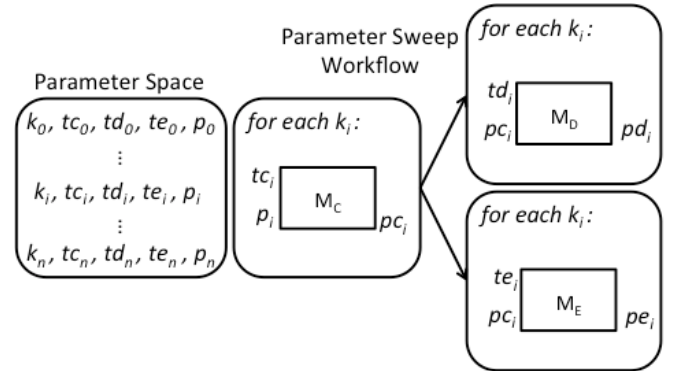 Parameter Space
k₀, tc₀, td₀, te₀, p₀
⋮
kᵢ, tcᵢ, tdᵢ, teᵢ, pᵢ
⋮
kₙ, tcₙ, tdₙ, teₙ, pₙ
Parameter Sweep
Workflow
for each kᵢ:
tcᵢ
pᵢ
M_C
pcᵢ
for each kᵢ:
tdᵢ
pcᵢ
M_D
pdᵢ
for each kᵢ:
teᵢ
pcᵢ
M_E
peᵢ